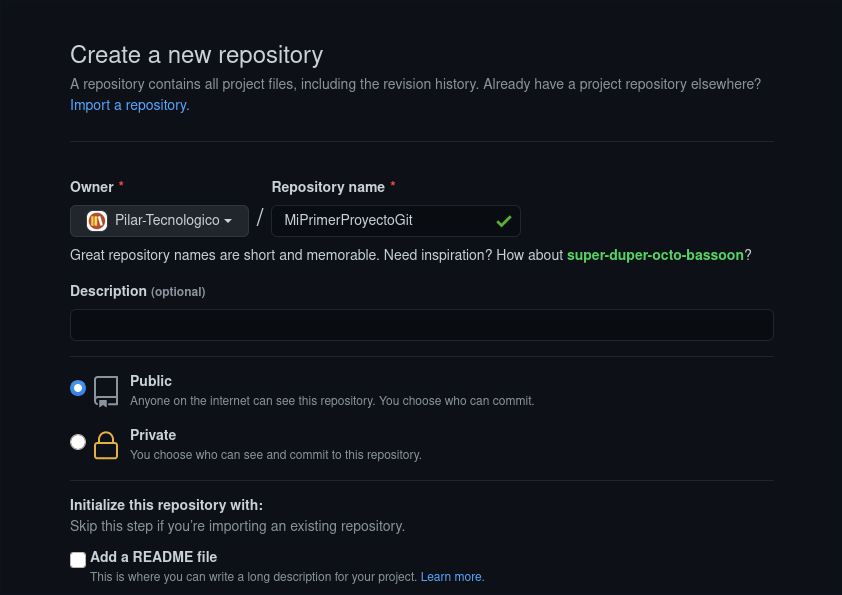 Create a new repository
A repository contains all project files, including the revision history. Already have a project repository elsewhere?
Import a repository.
Owner * Repository name *
Pilar-Tecnologico / MiPrimerProyectoGit
Great repository names are short and memorable. Need inspiration? How about super-duper-octo-bassoon?
Description (optional)
Public
Anyone on the internet can see this repository. You choose who can commit.
Private
You choose who can see and commit to this repository.
Initialize this repository with:
Skip this step if you’re importing an existing repository.
Add a README file
This is where you can write a long description for your project. Learn more.